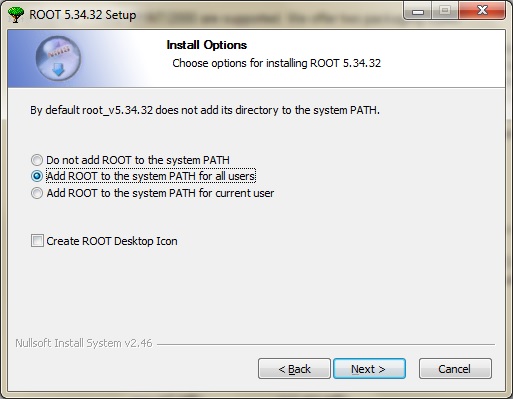 ROOT 5.34.32 Setup
Install Options
Choose options for installing ROOT 5.34.32
By default root_v5.34.32 does not add its directory to the system PATH.
Do not add ROOT to the system PATH
Add ROOT to the system PATH for all users
Add ROOT to the system PATH for current user
Create ROOT Desktop Icon
Nullsoft Install System v2.46
< Back
Next >
Cancel